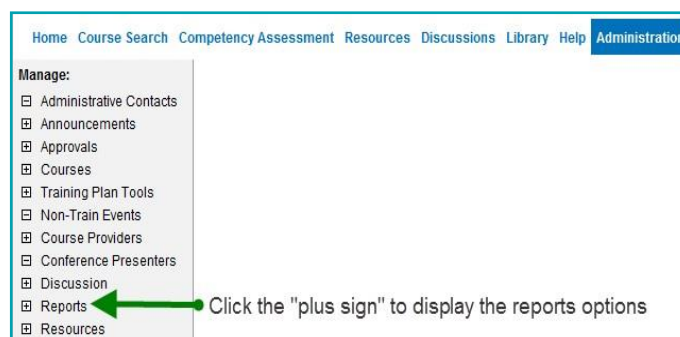 Home Course Search Competency Assessment Resources Discussions Library Help Administration
Manage:
Administrative Contacts
Announcements
Approvals
Courses
Training Plan Tools
Non-Train Events
Course Providers
Conference Presenters
Discussion
Reports
Click the "plus sign" to display the reports options
Resources